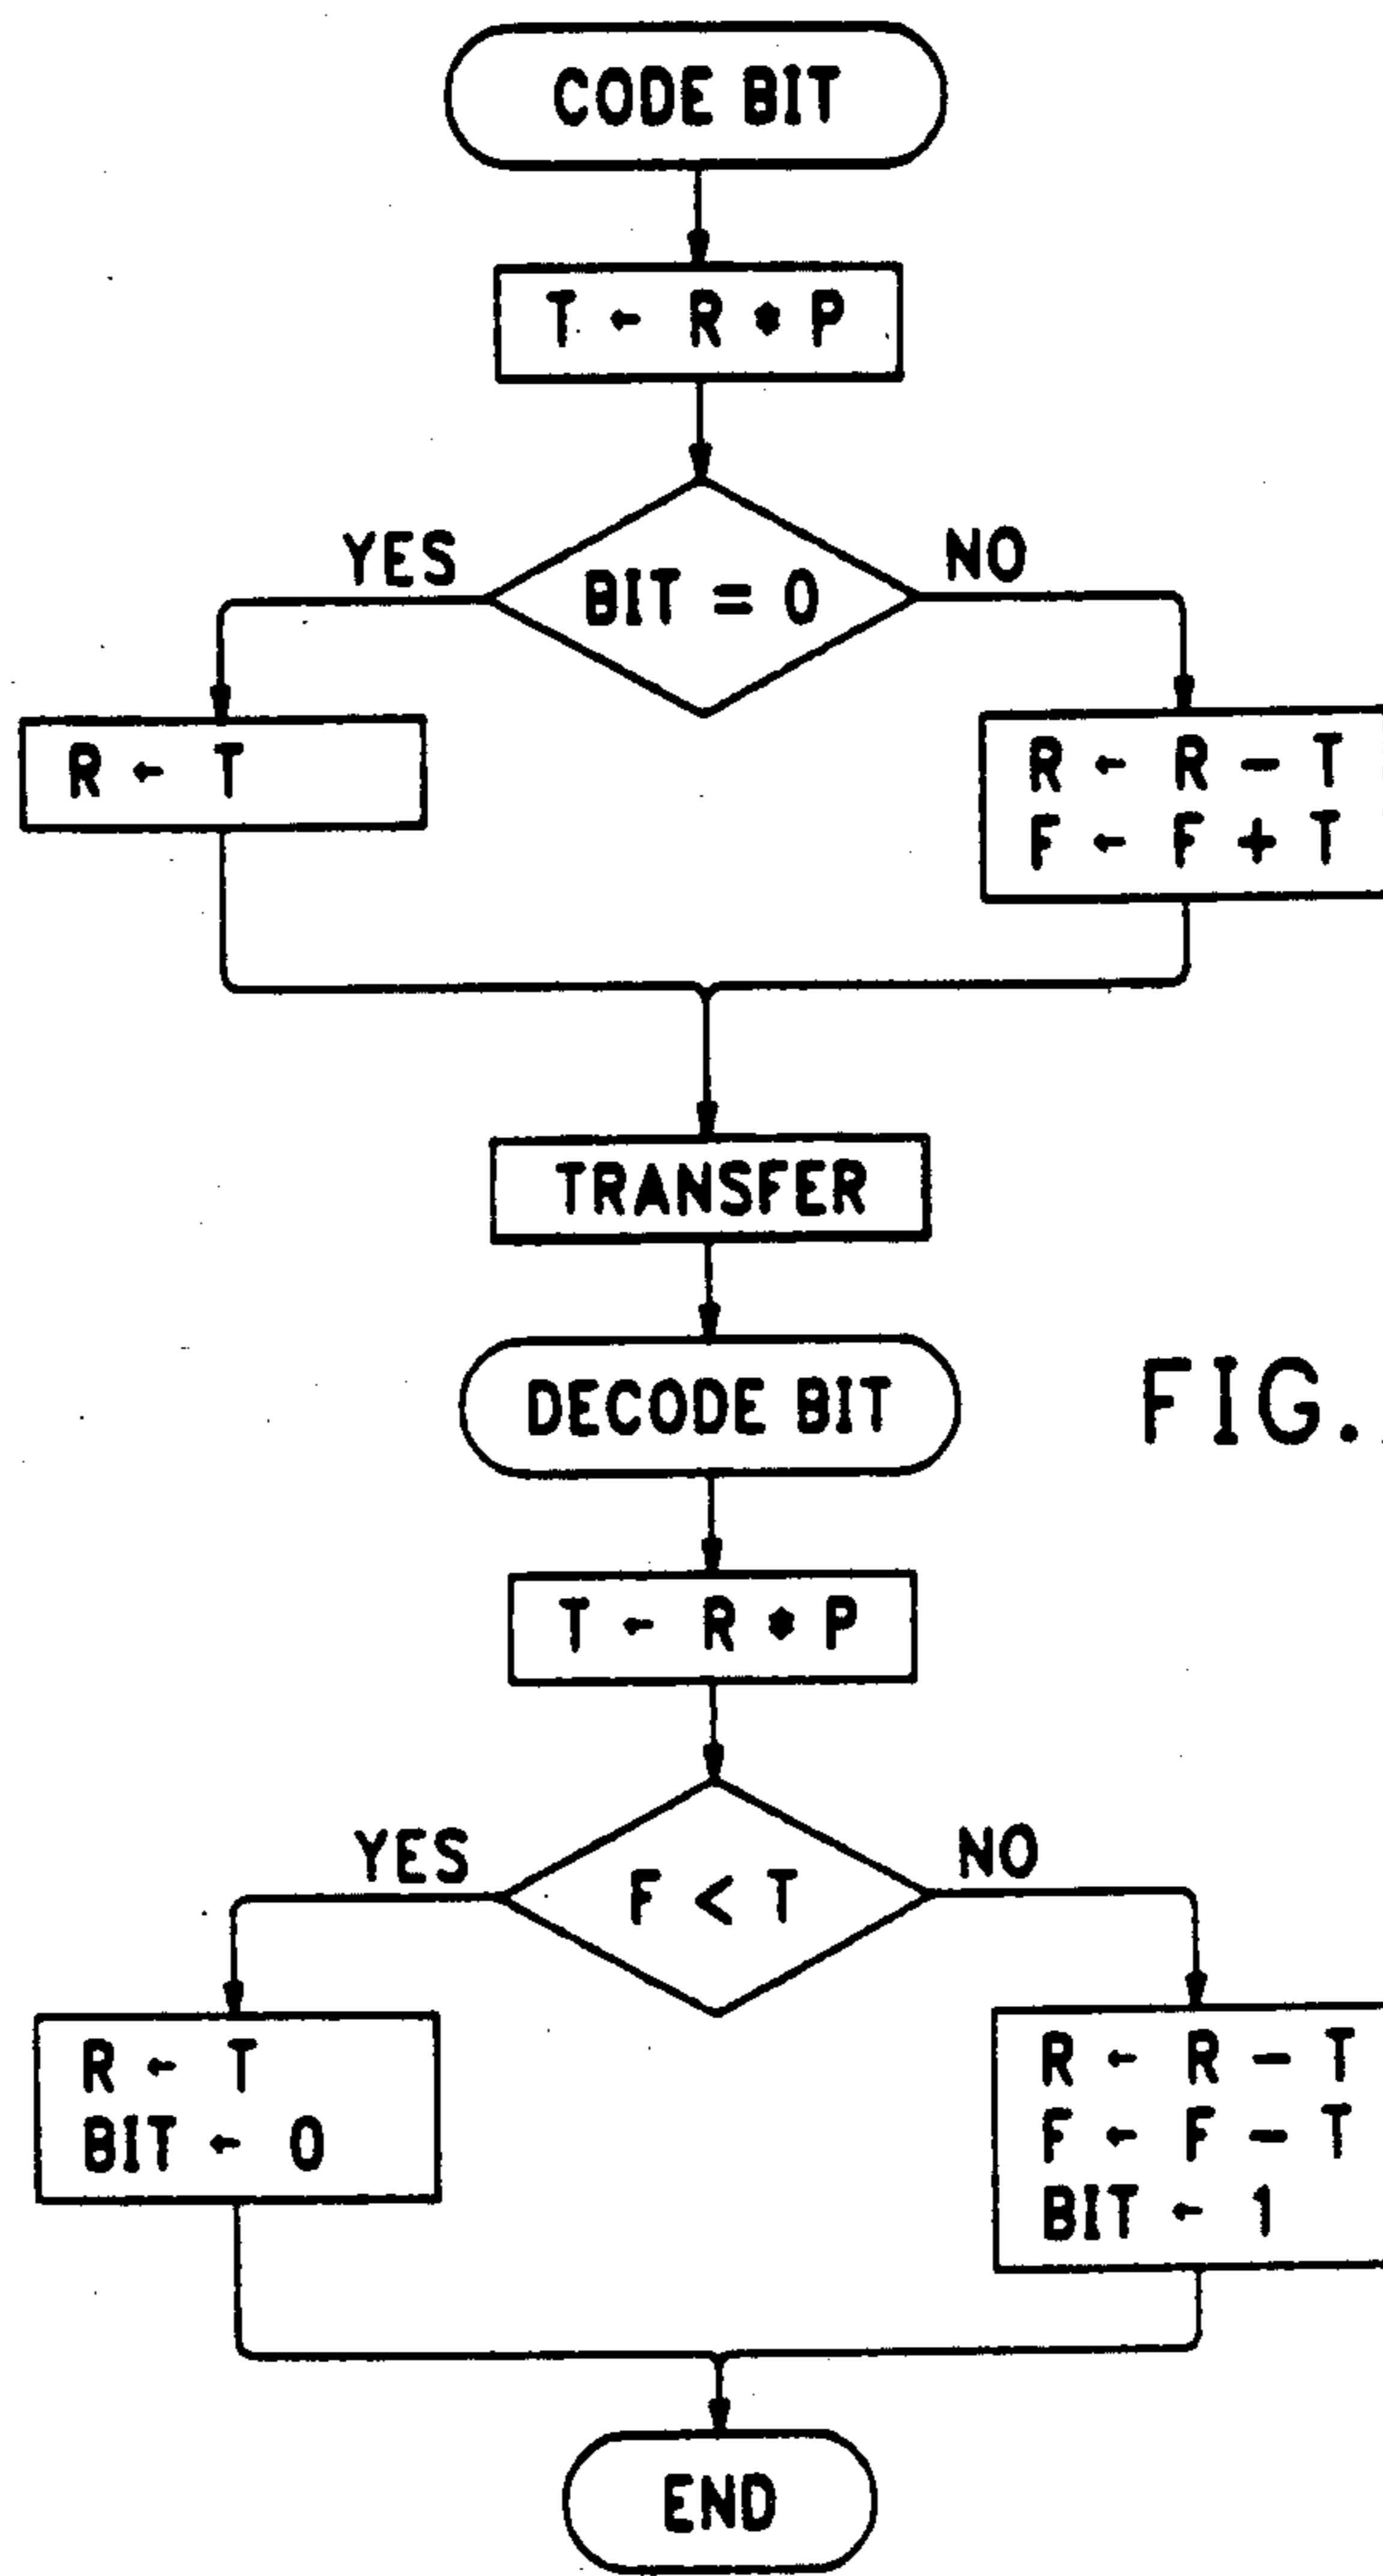 CODE BIT
T ← R * P
YES
BIT = 0
NO
R ← T
R ← R - T
F ← F + T
TRANSFER
DECODE BIT
FIG.
T ← R * P
YES
F < T
NO
R ← T
BIT ← 0
R ← R - T
F ← F - T
BIT ← 1
END